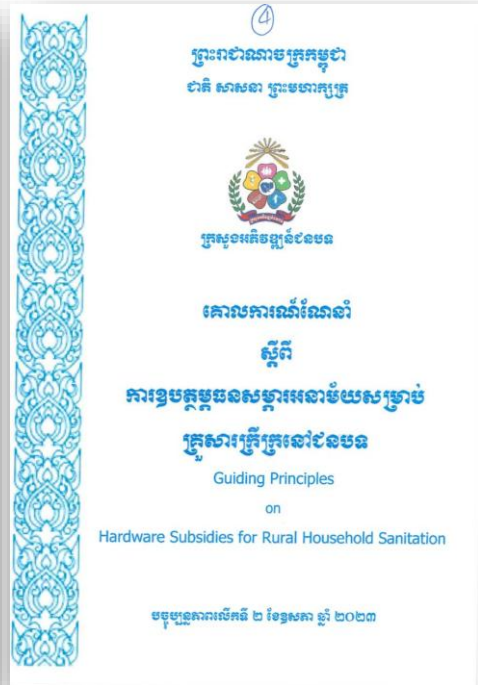 4
ព្រះរាជាណាចក្រកម្ពុជា
ជាតិ សាសនា ព្រះមហាក្សត្រ
ក្រសួងអភិវឌ្ឍន៍ជនបទ
គោលការណ៍ណែនាំ
ស្តីពី
ការឧបត្ថម្ភធនសម្ភារអនាម័យសម្រាប់
គ្រួសារក្រីក្រនៅជនបទ
Guiding Principles
on
Hardware Subsidies for Rural Household Sanitation
បច្ចុប្បន្នភាពលើកទី ២ ខែឧសភា ឆ្នាំ ២០២៣